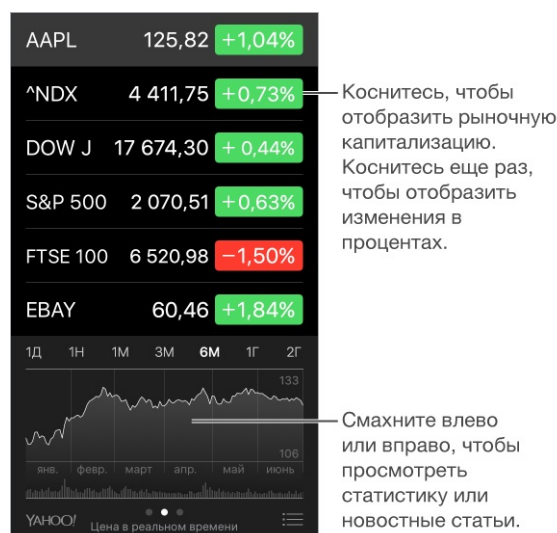 AAPL 125,82 +1,04%
^NDX 4 411,75 +0,73%
DOW J 17 674,30 + 0,44%
S&P 500 2 070,51 +0,63%
FTSE 100 6 520,98 −1,50%
EBAY 60,46 +1,84%
1Д 1Н 1М 3М 6М 1Г 2Г
133
106
янв. февр. март апр. май июнь
YAHOO!
Цена в реальном времени
Коснитесь, чтобы
отобразить рыночную
капитализацию.
Коснитесь еще раз,
чтобы отобразить
изменения в
процентах.
Смахните влево
или вправо, чтобы
просмотреть
статистику или
новостные статьи.